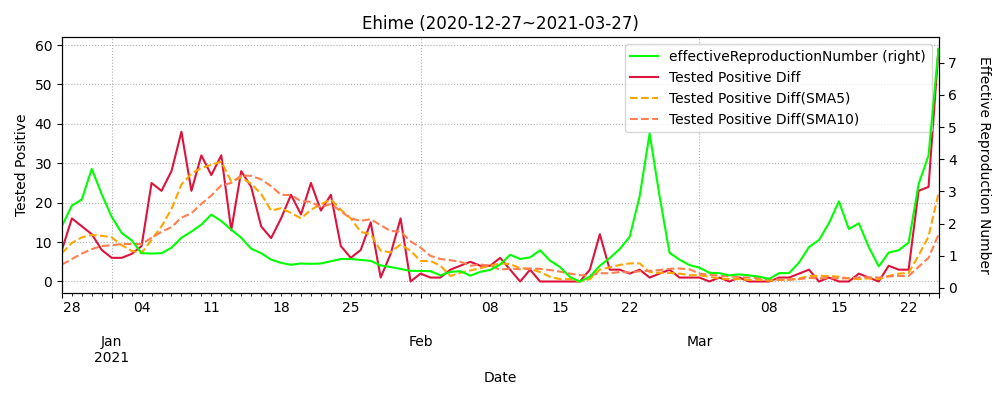 Ehime (2020-12-27~2021-03-27)
effectiveReproductionNumber (right)
Tested Positive Diff
Tested Positive Diff(SMA5)
Tested Positive Diff(SMA10)
Tested Positive
60
50
40
30
20
10
0
Effective Reproduction Number
7
6
5
4
3
2
1
0
28 04 11 18 25 08 15 22 08 15 22
Jan Feb Mar
2021
Date